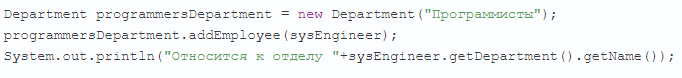 Department programmersDepartment = new Department("Программисты");
programmersDepartment.addEmployee(sysEngineer);
System.out.println("Относится к отделу "+sysEngineer.getDepartment().getName());